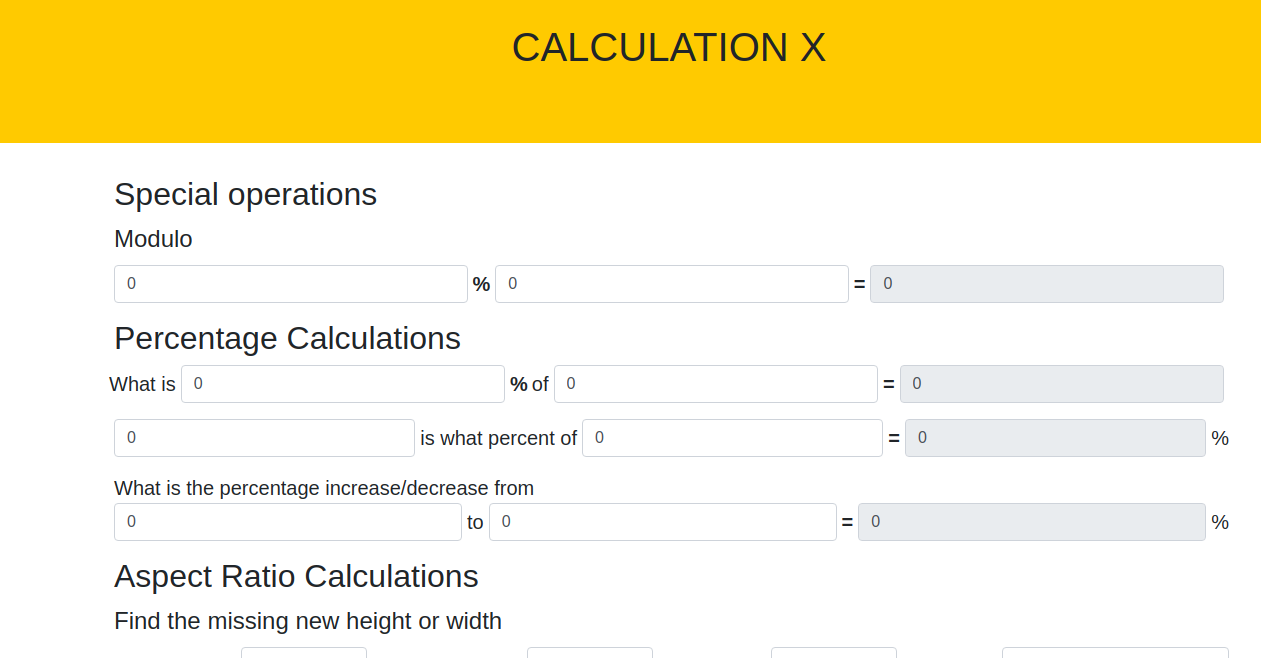 CALCULATION X
Special operations
Modulo
0 % 0 = 0
Percentage Calculations
What is 0 % of 0 = 0
0 is what percent of 0 = 0 %
What is the percentage increase/decrease from
0 to 0 = 0 %
Aspect Ratio Calculations
Find the missing new height or width